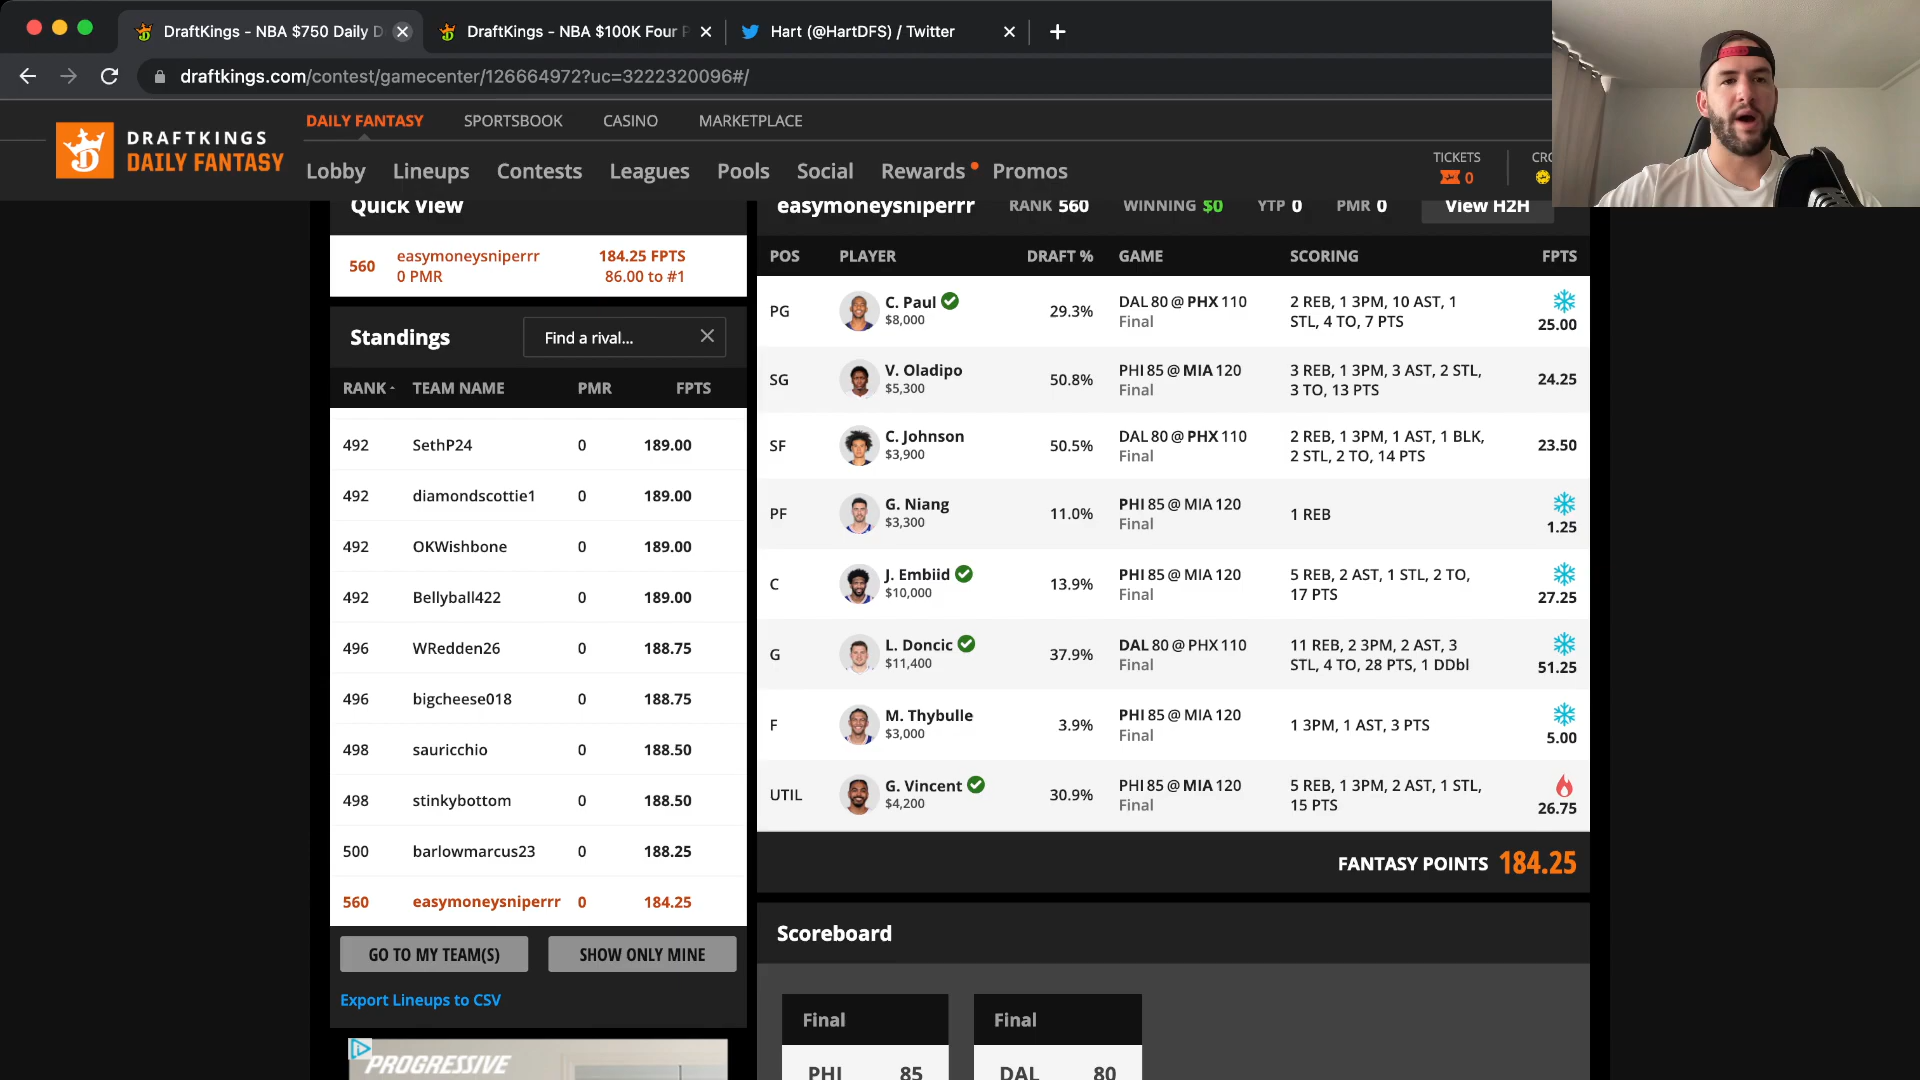 DraftKings - NBA $750 Daily D
DraftKings - NBA $100K Four P
Hart (@HartDFS) / Twitter
draftkings.com/contest/gamecenter/126664972?uc=3222320096#/
DRAFTKINGS
DAILY FANTASY
DAILY FANTASY SPORTSBOOK CASINO MARKETPLACE
Lobby Lineups Contests Leagues Pools Social Rewards Promos
TICKETS
0
CRO
Quick View
560 easymoneysniperrr 184.25 FPTS
0 PMR 86.00 to #1
Standings
Find a rival...
RANK TEAM NAME PMR FPTS
492 SethP24 0 189.00
492 diamondscottie1 0 189.00
492 OKWishbone 0 189.00
492 Bellyball422 0 189.00
496 WRedden26 0 188.75
496 bigcheese018 0 188.75
498 sauricchio 0 188.50
498 stinkybottom 0 188.50
500 barlowmarcus23 0 188.25
560 easymoneysniperrr 0 184.25
GO TO MY TEAM(S) SHOW ONLY MINE
Export Lineups to CSV
PROGRESSIVE
easymoneysniperrr RANK 560 WINNING $0 YTP 0 PMR 0 View H2H
POS PLAYER DRAFT % GAME SCORING FPTS
PG C. Paul $8,000 29.3% DAL 80 @ PHX 110 Final 2 REB, 1 3PM, 10 AST, 1 STL, 4 TO, 7 PTS 25.00
SG V. Oladipo $5,300 50.8% PHI 85 @ MIA 120 Final 3 REB, 1 3PM, 3 AST, 2 STL, 3 TO, 13 PTS 24.25
SF C. Johnson $3,900 50.5% DAL 80 @ PHX 110 Final 2 REB, 1 3PM, 1 AST, 1 BLK, 2 STL, 2 TO, 14 PTS 23.50
PF G. Niang $3,300 11.0% PHI 85 @ MIA 120 Final 1 REB 1.25
C J. Embiid $10,000 13.9% PHI 85 @ MIA 120 Final 5 REB, 2 AST, 1 STL, 2 TO, 17 PTS 27.25
G L. Doncic $11,400 37.9% DAL 80 @ PHX 110 Final 11 REB, 2 3PM, 2 AST, 3 STL, 4 TO, 28 PTS, 1 DDbl 51.25
F M. Thybulle $3,000 3.9% PHI 85 @ MIA 120 Final 1 3PM, 1 AST, 3 PTS 5.00
UTIL G. Vincent $4,200 30.9% PHI 85 @ MIA 120 Final 5 REB, 1 3PM, 2 AST, 1 STL, 15 PTS 26.75
FANTASY POINTS 184.25
Scoreboard
Final Final
PHI 85 DAL 80